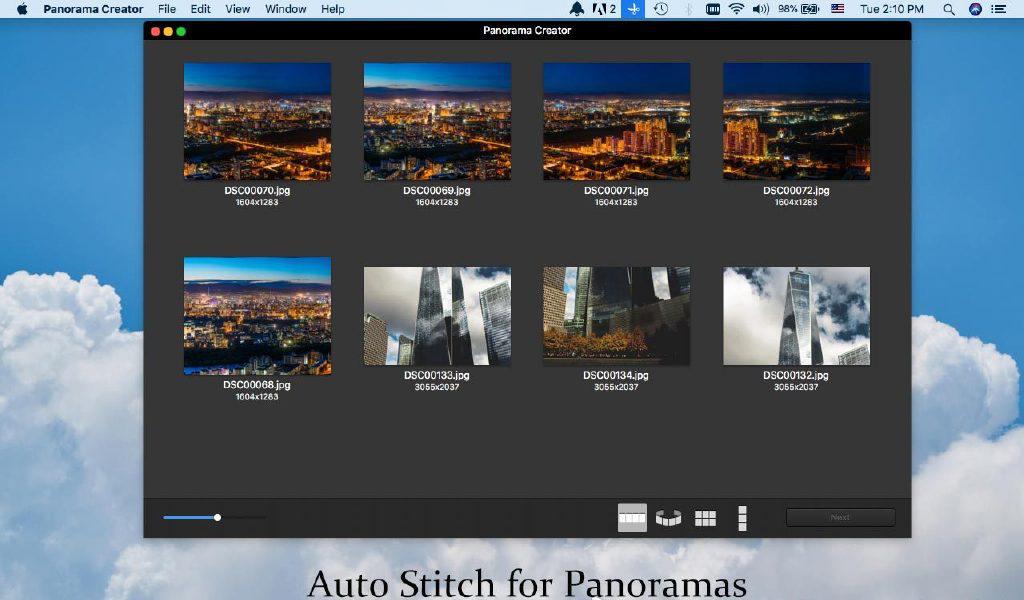 Panorama Creator File Edit View Window Help 2 98% Tue 2:10 PM
Panorama Creator
DSC00070.jpg DSC00069.jpg DSC00071.jpg DSC00072.jpg
1604x1283 1604x1283 1604x1283 1604x1283
DSC00068.jpg DSC00133.jpg DSC00134.jpg DSC00132.jpg
1604x1283 3055x2037 3055x2037 3055x2037
Next
Auto Stitch for Panoramas